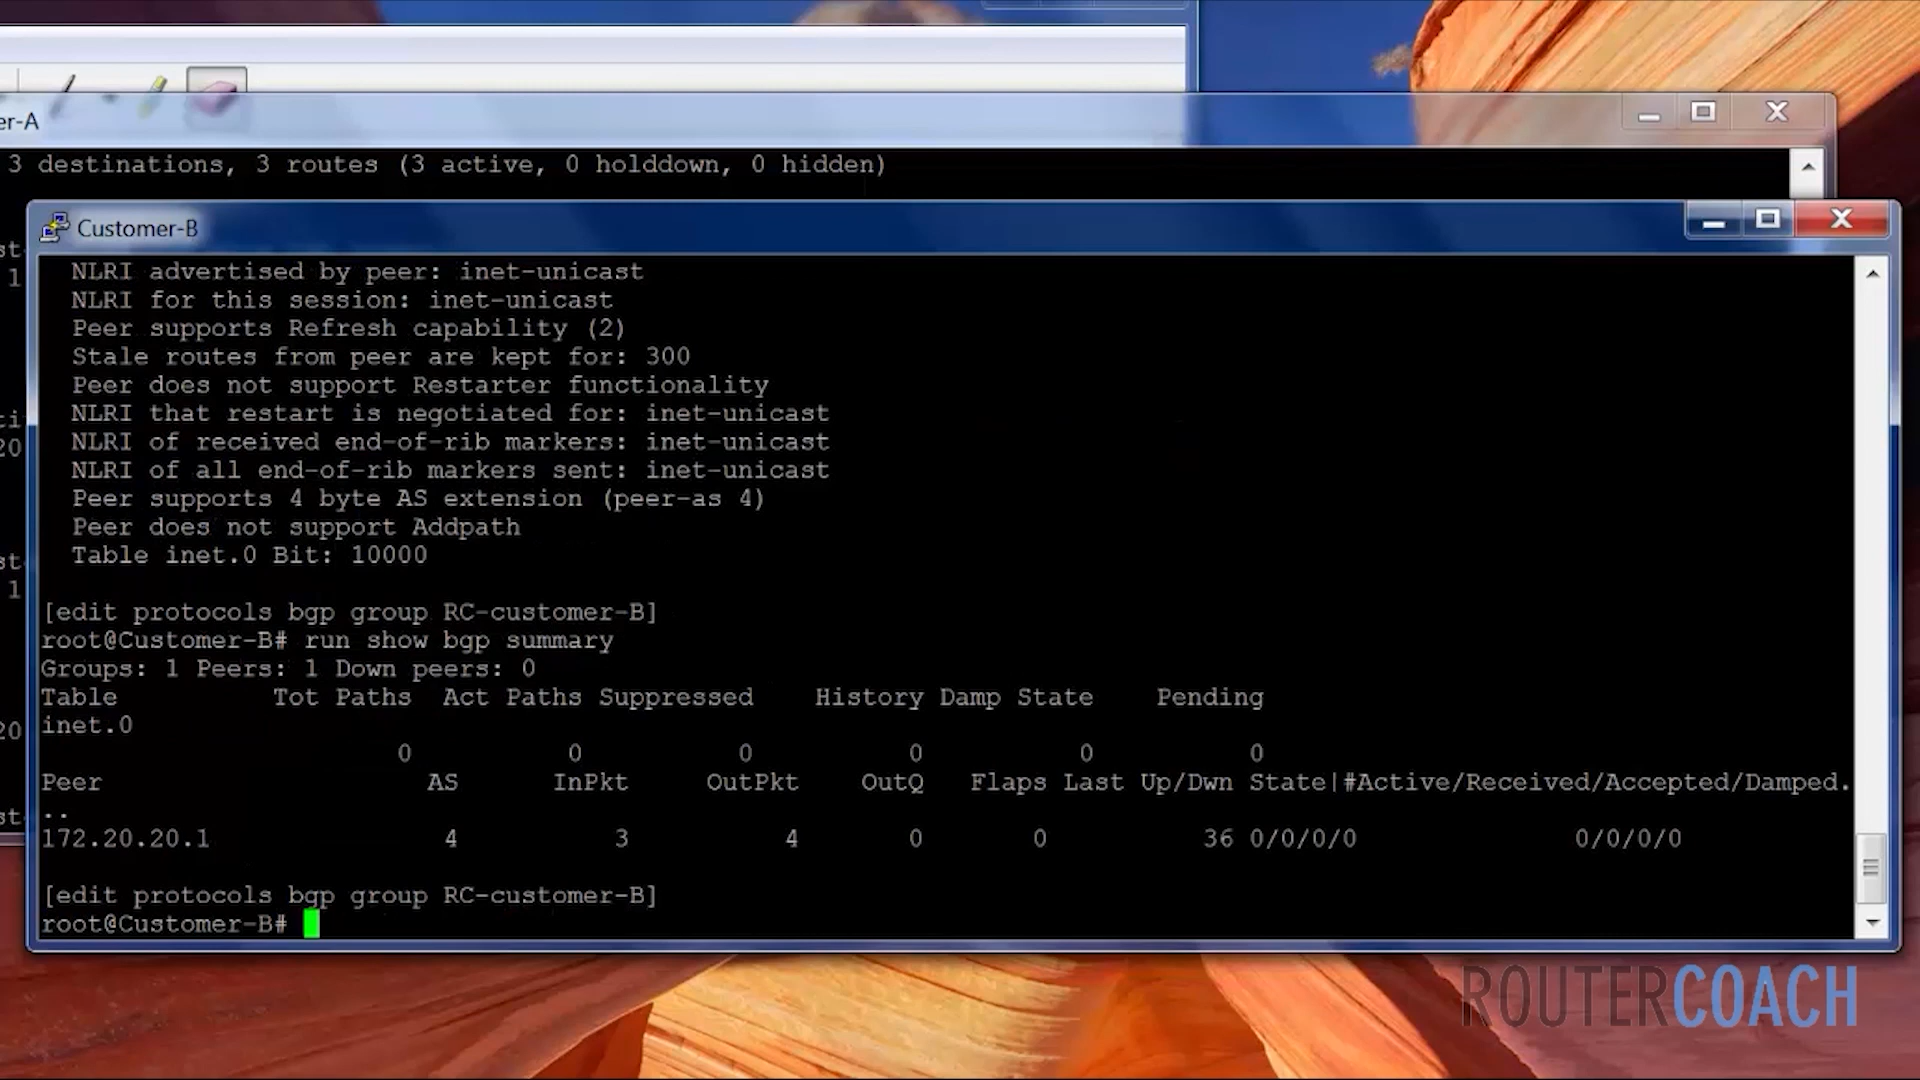 er-A
3 destinations, 3 routes (3 active, 0 holddown, 0 hidden)
Customer-B
NLRI advertised by peer: inet-unicast
NLRI for this session: inet-unicast
Peer supports Refresh capability (2)
Stale routes from peer are kept for: 300
Peer does not support Restarter functionality
NLRI that restart is negotiated for: inet-unicast
NLRI of received end-of-rib markers: inet-unicast
NLRI of all end-of-rib markers sent: inet-unicast
Peer supports 4 byte AS extension (peer-as 4)
Peer does not support Addpath
Table inet.0 Bit: 10000
[edit protocols bgp group RC-customer-B]
root@Customer-B# run show bgp summary
Groups: 1 Peers: 1 Down peers: 0
Table Tot Paths Act Paths Suppressed History Damp State Pending
inet.0
0 0 0 0 0 0
Peer AS InPkt OutPkt OutQ Flaps Last Up/Dwn State|#Active/Received/Accepted/Damped.
..
172.20.20.1 4 3 4 0 0 36 0/0/0/0 0/0/0/0
[edit protocols bgp group RC-customer-B]
root@Customer-B#
st
1
ti
20
st
1
20
st
ROUTERCOACH